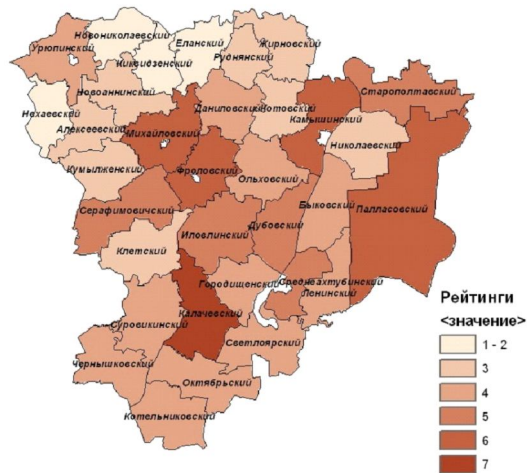 Новониколаевский
Урюпинский
Еланский
Жирновский
Руднянский
Киквидзенский
Новоаннинский
Старополтавский
Нехаевский
Даниловский
Котовский
Камышинский
Алексеевский
Михайловский
Николаевский
Кумылженский
Фроловский
Ольховский
Серафимовичский
Быковский
Палласовский
Иловлинский
Дубовский
Клетский
Городищенский
Среднеахтубинский
Ленинский
Калачевский
Суровикинский
Светлоярский
Чернышковский
Октябрьский
Котельниковский
Рейтинги
<значение>
1 - 2
3
4
5
6
7